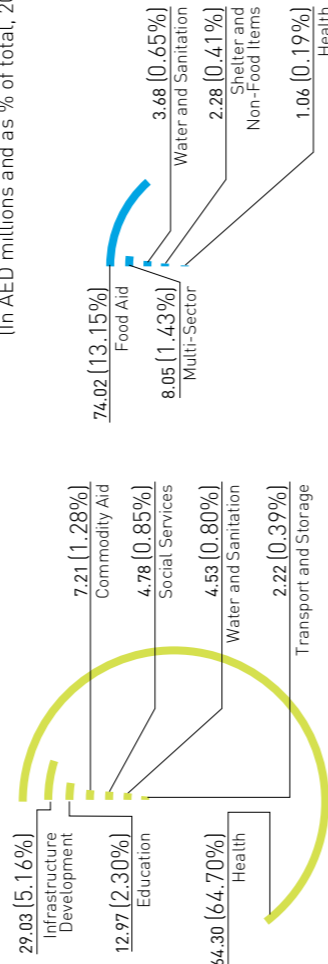 (In AED millions and as % of total, 20
29.03 (5.16%)
Infrastructure
Development
12.97 (2.30%)
Education
64.30 (64.70%)
Health
7.21 (1.28%)
Commodity Aid
4.78 (0.85%)
Social Services
4.53 (0.80%)
Water and Sanitation
2.22 (0.39%)
Transport and Storage
74.02 (13.15%)
Food Aid
8.05 (1.43%)
Multi-Sector
3.68 (0.65%)
Water and Sanitation
2.28 (0.41%)
Shelter and
Non-Food Items
1.06 (0.19%)
Health